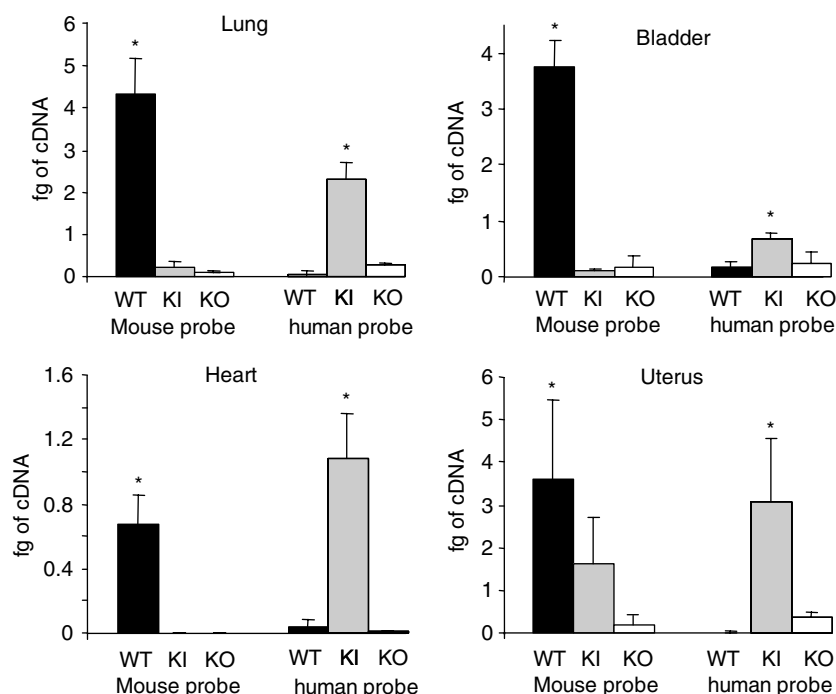 Lung
fg of cDNA
6
5
4
3
2
1
0
*
*
WT KI KO WT KI KO
Mouse probe human probe
Bladder
fg of cDNA
4
3
2
1
0
*
*
WT KI KO WT KI KO
Mouse probe human probe
Heart
fg of cDNA
1.6
1.2
0.8
0.4
0
*
*
WT KI KO WT KI KO
Mouse probe human probe
Uterus
fg of cDNA
6
5
4
3
2
1
0
*
*
WT KI KO WT KI KO
Mouse probe human probe